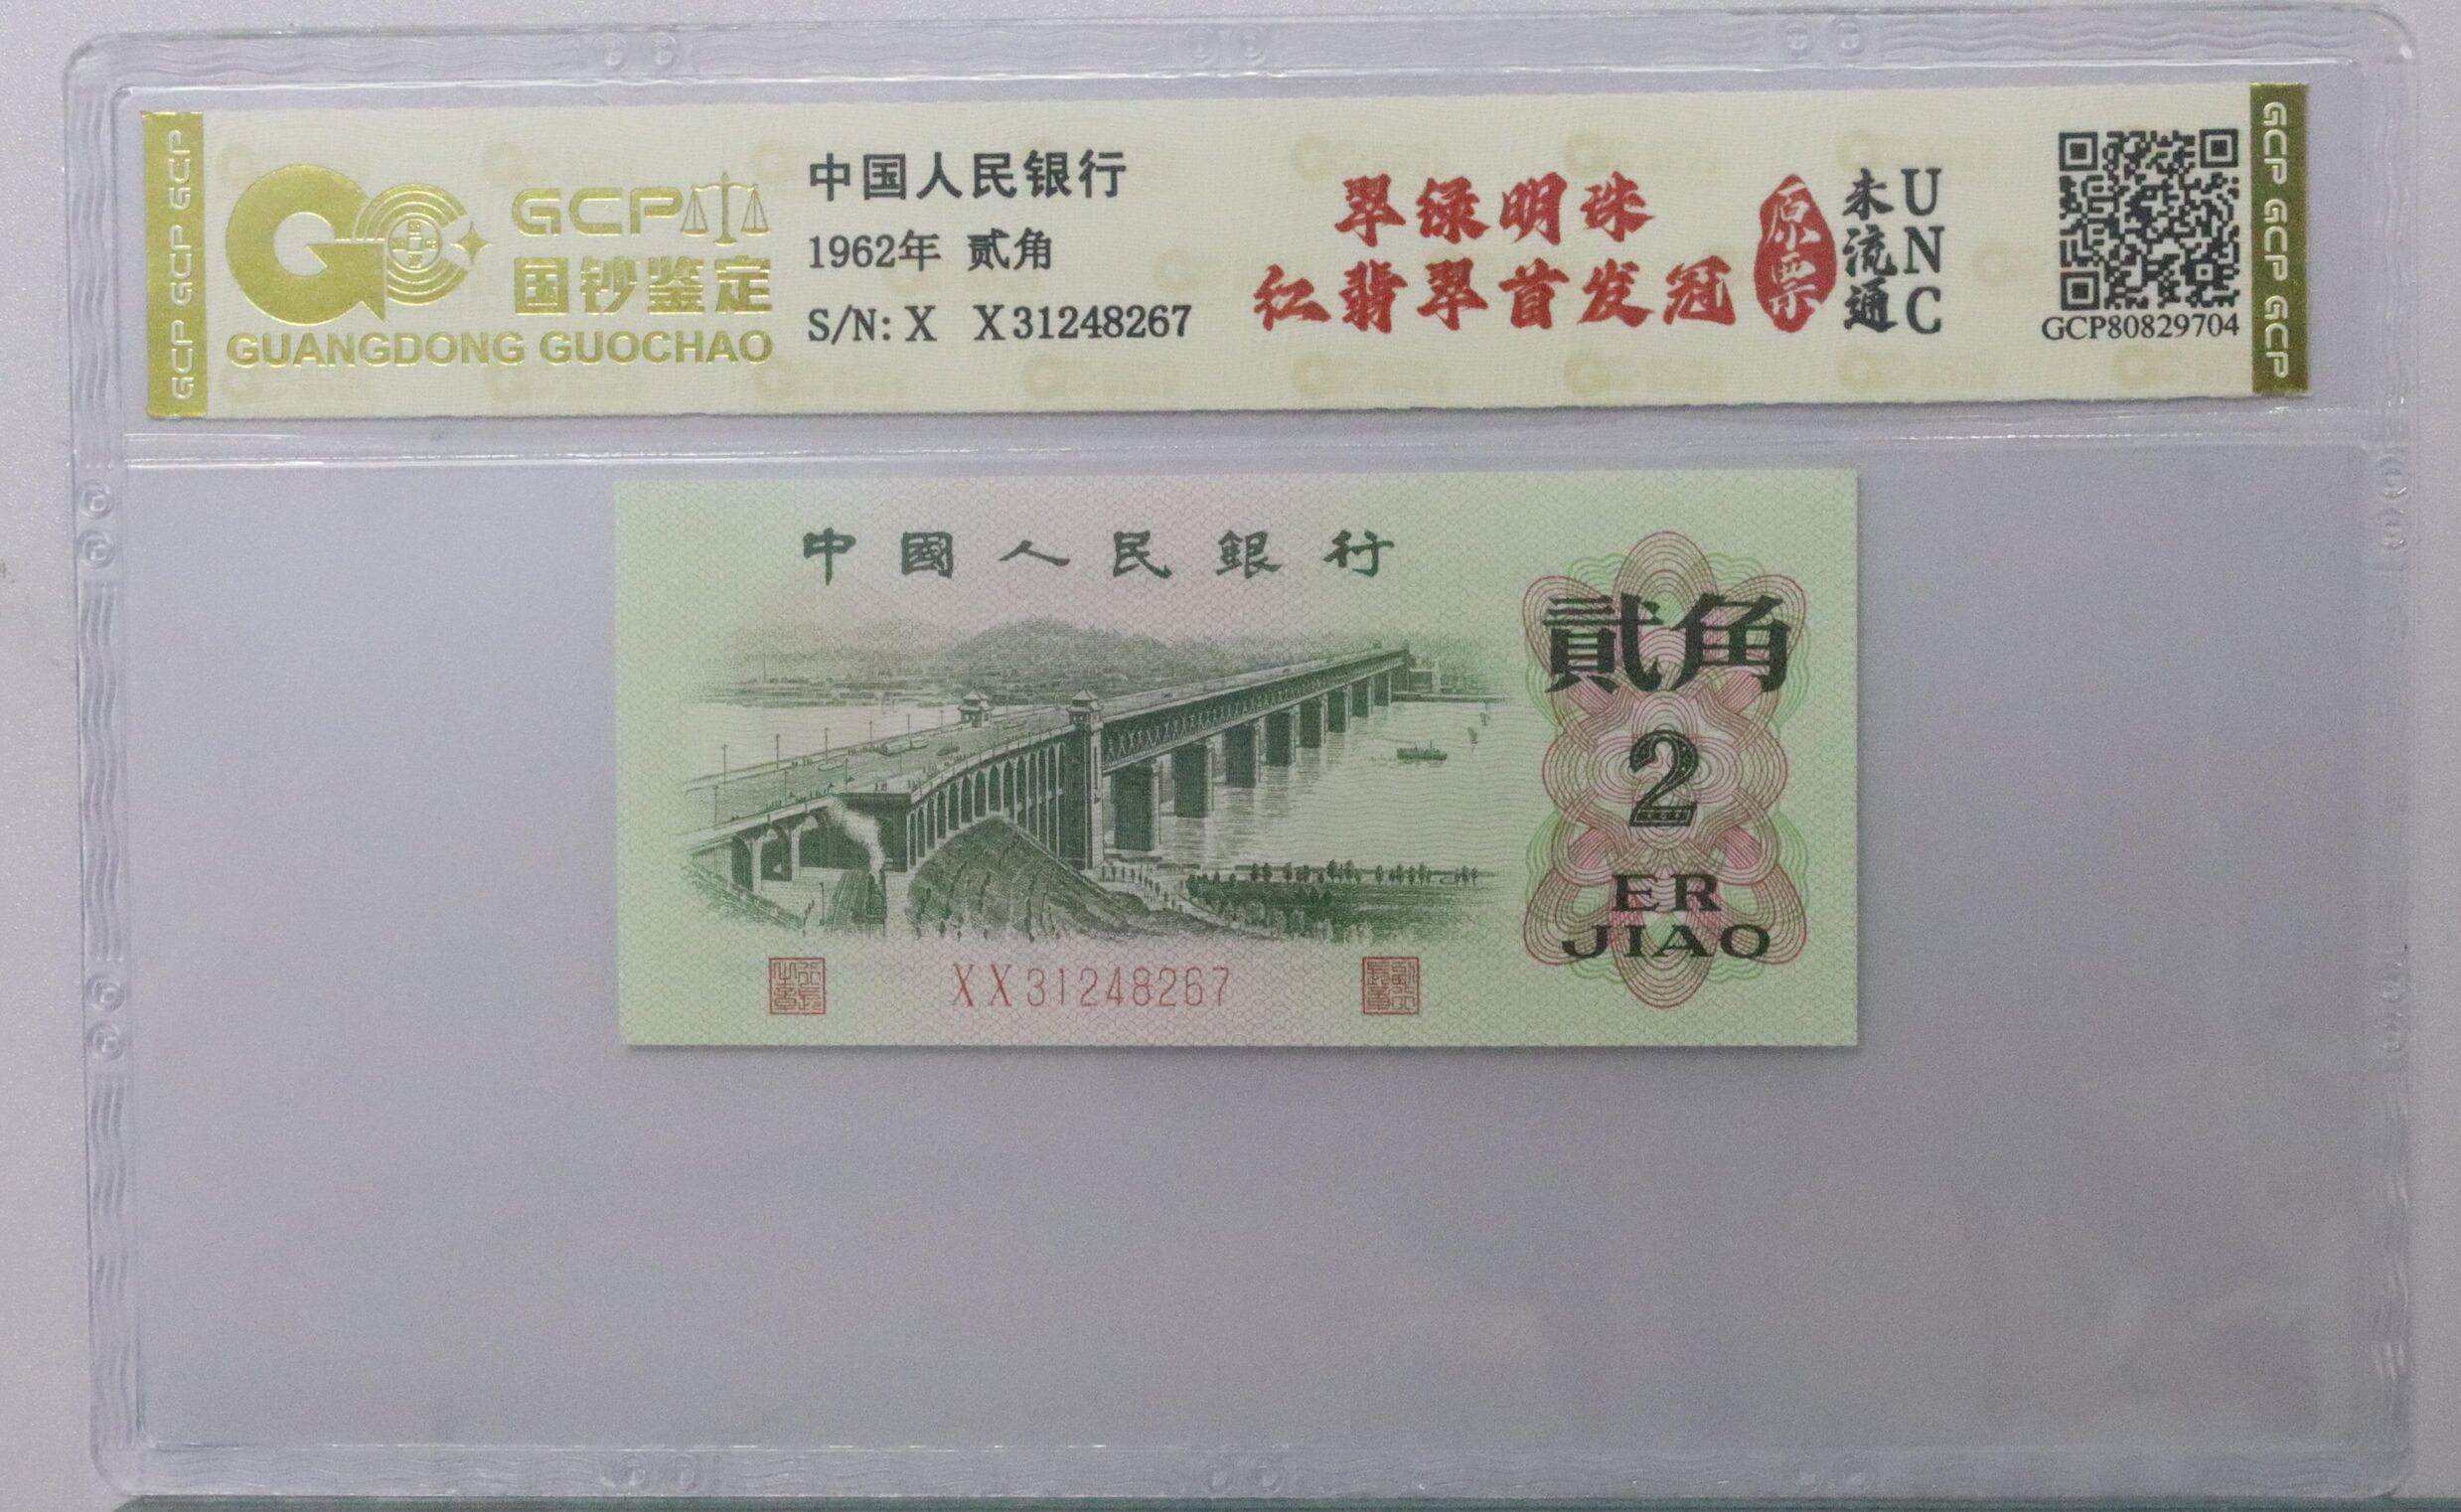 GCP GCP GCP
GCP
国钞鉴定
GUANGDONG GUOCHAO
中国人民银行
1962年 贰角
S/N: X X31248267
翠绿明珠
红翡翠首发冠
原票
未流通
UNC
GCP80829704
GCP GCP GCP
中國人民銀行
貳角
2
ER
JIAO
XX31248267